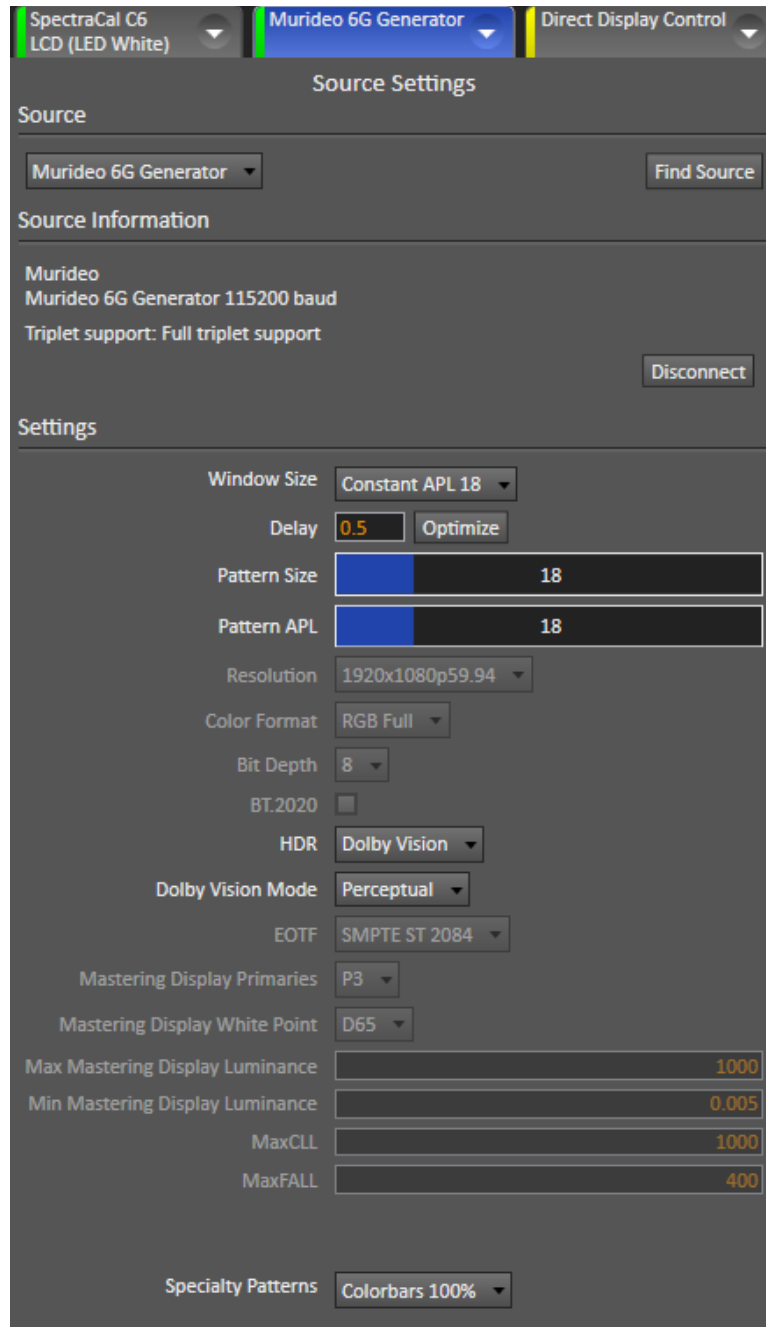 SpectraCal C6
LCD (LED White)
Murideo 6G Generator
Direct Display Control
Source Settings
Source
Murideo 6G Generator
Find Source
Source Information
Murideo
Murideo 6G Generator 115200 baud
Triplet support: Full triplet support
Disconnect
Settings
Window Size Constant APL 18
Delay 0.5 Optimize
Pattern Size 18
Pattern APL 18
Resolution 1920x1080p59.94
Color Format RGB Full
Bit Depth 8
BT.2020
HDR Dolby Vision
Dolby Vision Mode Perceptual
EOTF SMPTE ST 2084
Mastering Display Primaries P3
Mastering Display White Point D65
Max Mastering Display Luminance 1000
Min Mastering Display Luminance 0.005
MaxCLL 1000
MaxFALL 400
Specialty Patterns Colorbars 100%